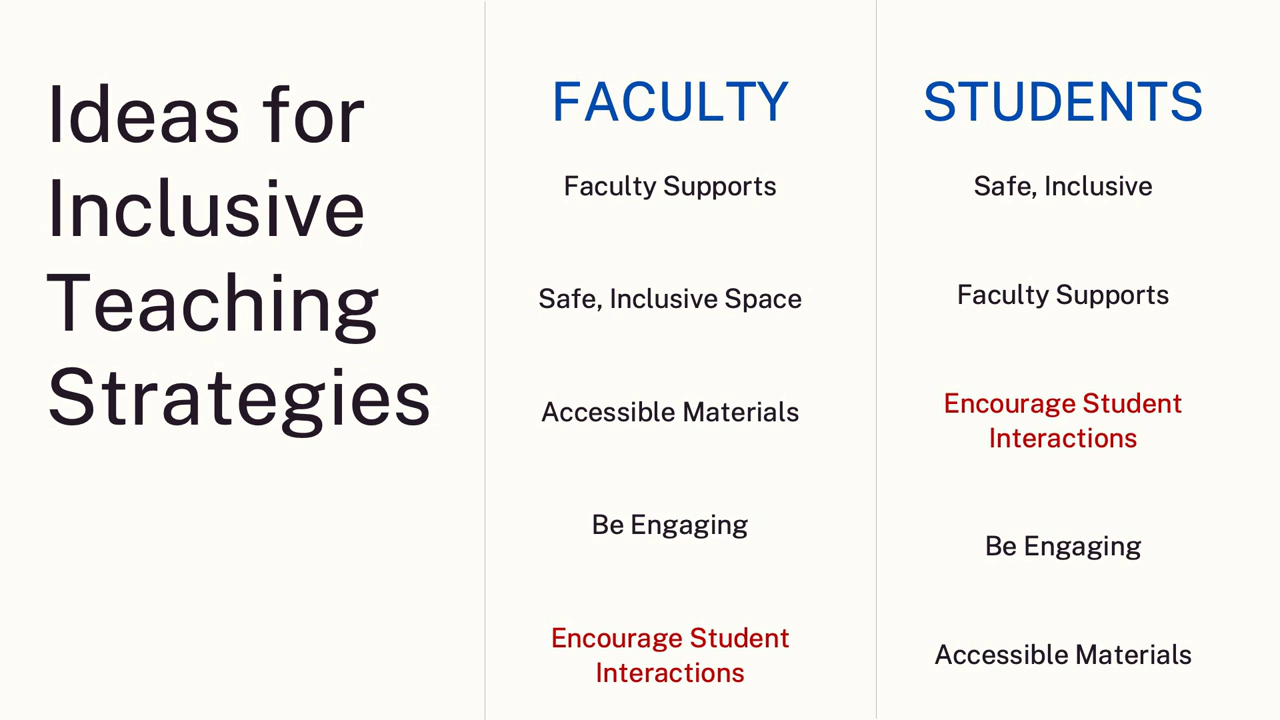 Ideas for
Inclusive
Teaching
Strategies
FACULTY
Faculty Supports
Safe, Inclusive Space
Accessible Materials
Be Engaging
Encourage Student
Interactions
STUDENTS
Safe, Inclusive
Faculty Supports
Encourage Student
Interactions
Be Engaging
Accessible Materials